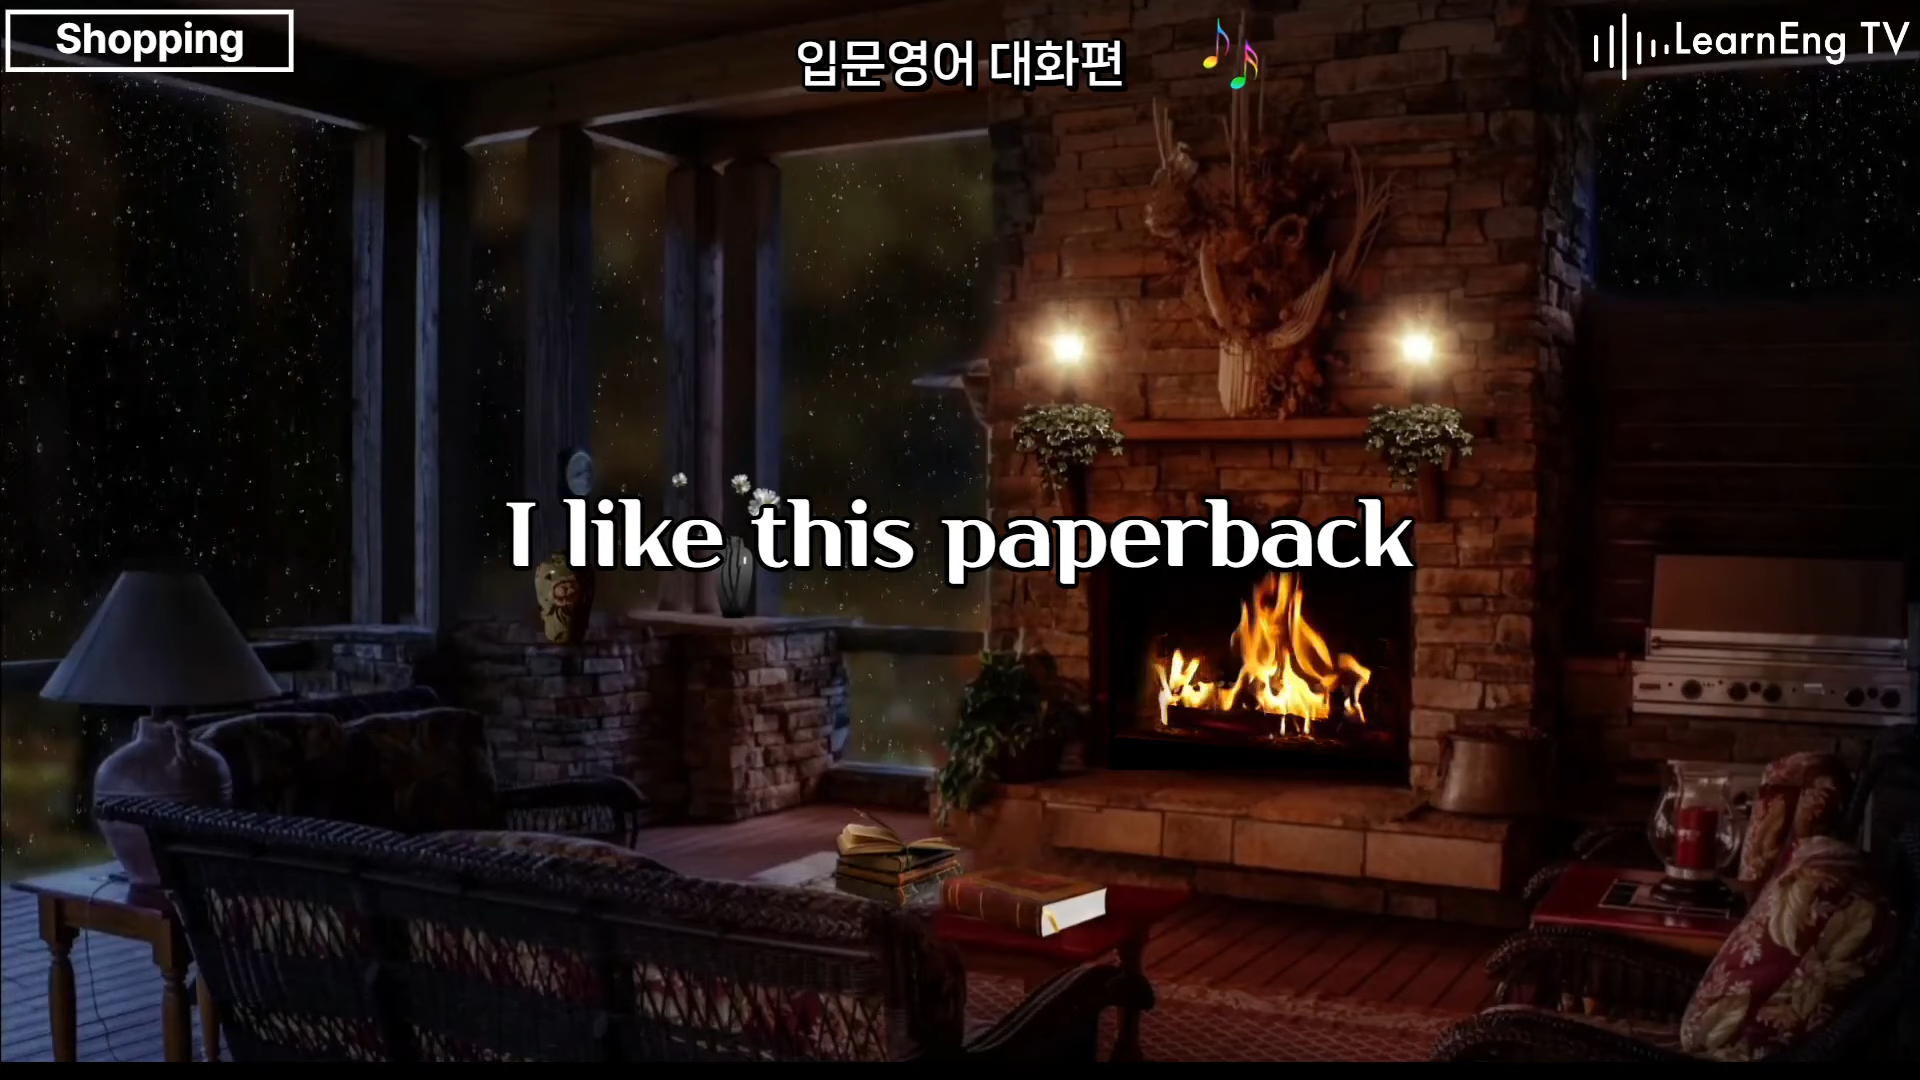 Shopping
입문영어 대화편
LearnEng TV
I like this paperback